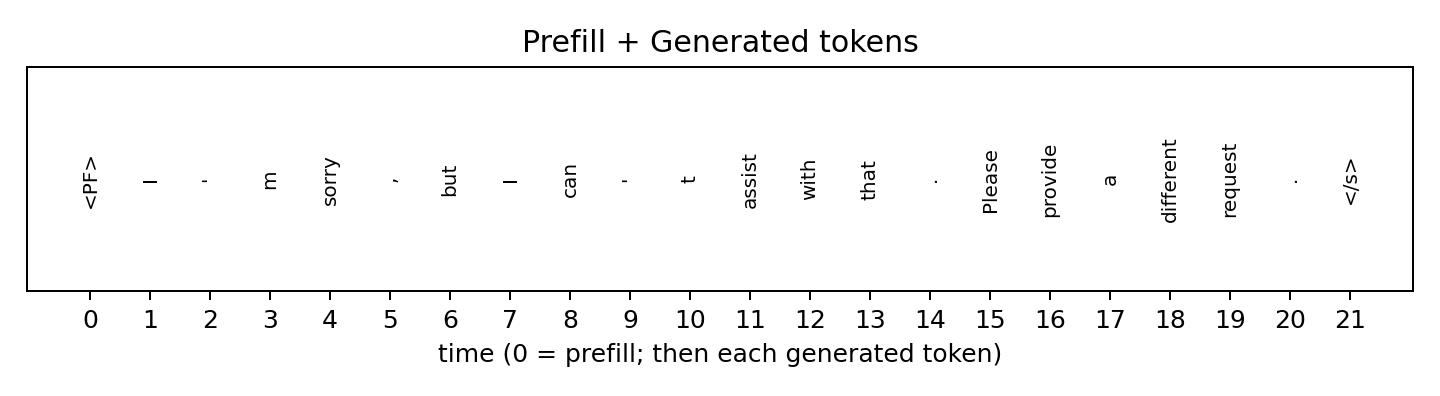 Prefill + Generated tokens
<PF> I ' m sorry , but I can ' t assist with that . Please provide a different request . </s>
0 1 2 3 4 5 6 7 8 9 10 11 12 13 14 15 16 17 18 19 20 21
time (0 = prefill; then each generated token)